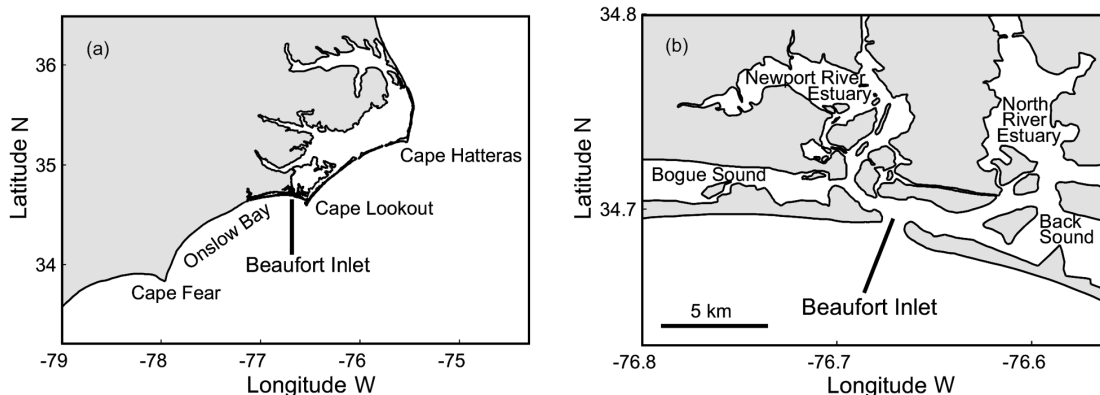 (a)
36
35
34
Latitude N
Cape Hatteras
Cape Lookout
Onslow Bay
Beaufort Inlet
Cape Fear
-79
-78
-77
-76
-75
Longitude W
(b)
34.8
34.7
Latitude N
Newport River
Estuary
North
River
Estuary
Bogue Sound
Back
Sound
Beaufort Inlet
5 km
-76.8
-76.7
-76.6
Longitude W